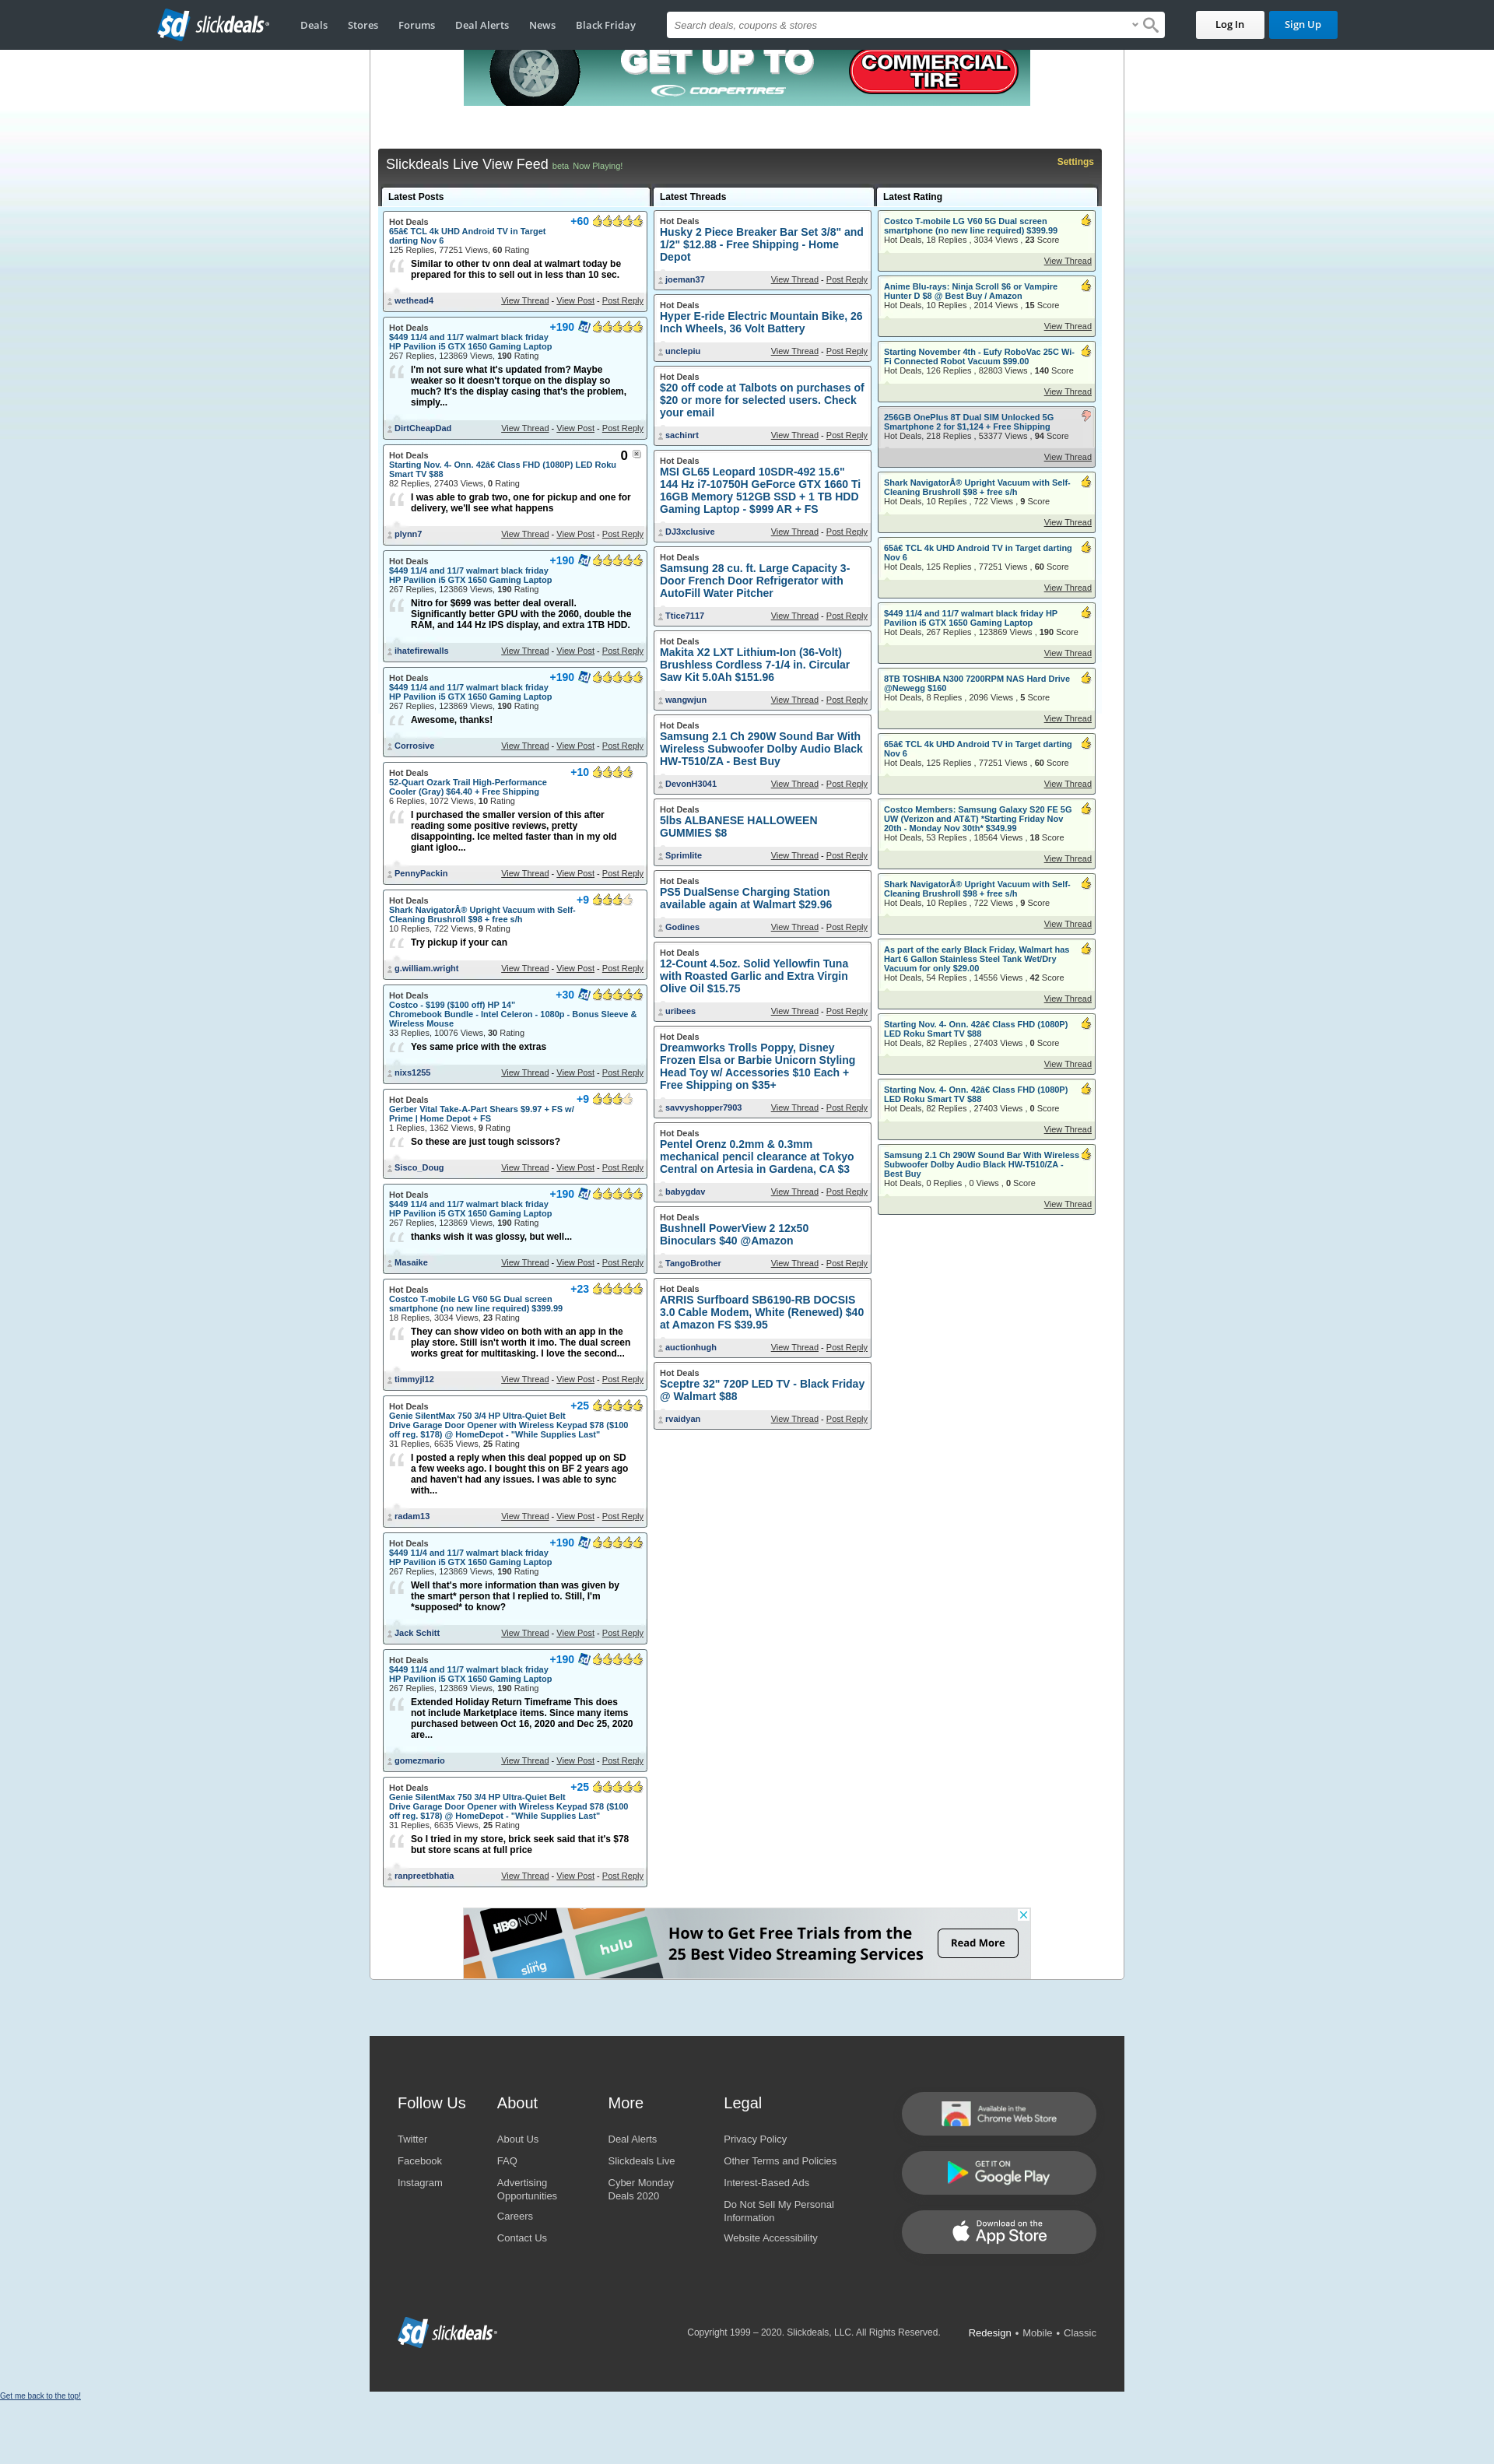 slickdeals
Deals
Stores
Forums
Deal Alerts
News
Black Friday
Search deals, coupons & stores
Log In
Sign Up
GET UP TO
COOPERTIRES
COMMERCIAL
TIRE
Slickdeals Live View Feed beta Now Playing!
Settings
Latest Posts
Hot Deals +60
65â€ TCL 4k UHD Android TV in Target
darting Nov 6
125 Replies, 77251 Views, 60 Rating
Similar to other tv onn deal at walmart today be
prepared for this to sell out in less than 10 sec.
wethead4 View Thread - View Post - Post Reply
Hot Deals +190
$449 11/4 and 11/7 walmart black friday
HP Pavilion i5 GTX 1650 Gaming Laptop
267 Replies, 123869 Views, 190 Rating
I'm not sure what it's updated from? Maybe
weaker so it doesn't torque on the display so
much? It's the display casing that's the problem,
simply...
DirtCheapDad View Thread - View Post - Post Reply
Hot Deals 0
Starting Nov. 4- Onn. 42â€ Class FHD (1080P) LED Roku
Smart TV $88
82 Replies, 27403 Views, 0 Rating
I was able to grab two, one for pickup and one for
delivery, we'll see what happens
plynn7 View Thread - View Post - Post Reply
Hot Deals +190
$449 11/4 and 11/7 walmart black friday
HP Pavilion i5 GTX 1650 Gaming Laptop
267 Replies, 123869 Views, 190 Rating
Nitro for $699 was better deal overall.
Significantly better GPU with the 2060, double the
RAM, and 144 Hz IPS display, and extra 1TB HDD.
ihatefirewalls View Thread - View Post - Post Reply
Hot Deals +190
$449 11/4 and 11/7 walmart black friday
HP Pavilion i5 GTX 1650 Gaming Laptop
267 Replies, 123869 Views, 190 Rating
Awesome, thanks!
Corrosive View Thread - View Post - Post Reply
Hot Deals +10
52-Quart Ozark Trail High-Performance
Cooler (Gray) $64.40 + Free Shipping
6 Replies, 1072 Views, 10 Rating
I purchased the smaller version of this after
reading some positive reviews, pretty
disappointing. Ice melted faster than in my old
giant igloo...
PennyPackin View Thread - View Post - Post Reply
Hot Deals +9
Shark NavigatorÂ® Upright Vacuum with Self-
Cleaning Brushroll $98 + free s/h
10 Replies, 722 Views, 9 Rating
Try pickup if your can
g.william.wright View Thread - View Post - Post Reply
Hot Deals +30
Costco - $199 ($100 off) HP 14"
Chromebook Bundle - Intel Celeron - 1080p - Bonus Sleeve &
Wireless Mouse
33 Replies, 10076 Views, 30 Rating
Yes same price with the extras
nixs1255 View Thread - View Post - Post Reply
Hot Deals +9
Gerber Vital Take-A-Part Shears $9.97 + FS w/
Prime | Home Depot + FS
1 Replies, 1362 Views, 9 Rating
So these are just tough scissors?
Sisco_Doug View Thread - View Post - Post Reply
Hot Deals +190
$449 11/4 and 11/7 walmart black friday
HP Pavilion i5 GTX 1650 Gaming Laptop
267 Replies, 123869 Views, 190 Rating
thanks wish it was glossy, but well...
Masaike View Thread - View Post - Post Reply
Hot Deals +23
Costco T-mobile LG V60 5G Dual screen
smartphone (no new line required) $399.99
18 Replies, 3034 Views, 23 Rating
They can show video on both with an app in the
play store. Still isn't worth it imo. The dual screen
works great for multitasking. I love the second...
timmyjl12 View Thread - View Post - Post Reply
Hot Deals +25
Genie SilentMax 750 3/4 HP Ultra-Quiet Belt
Drive Garage Door Opener with Wireless Keypad $78 ($100
off reg. $178) @ HomeDepot - "While Supplies Last"
31 Replies, 6635 Views, 25 Rating
I posted a reply when this deal popped up on SD
a few weeks ago. I bought this on BF 2 years ago
and haven't had any issues. I was able to sync
with...
radam13 View Thread - View Post - Post Reply
Hot Deals +190
$449 11/4 and 11/7 walmart black friday
HP Pavilion i5 GTX 1650 Gaming Laptop
267 Replies, 123869 Views, 190 Rating
Well that's more information than was given by
the smart* person that I replied to. Still, I'm
*supposed* to know?
Jack Schitt View Thread - View Post - Post Reply
Hot Deals +190
$449 11/4 and 11/7 walmart black friday
HP Pavilion i5 GTX 1650 Gaming Laptop
267 Replies, 123869 Views, 190 Rating
Extended Holiday Return Timeframe This does
not include Marketplace items. Since many items
purchased between Oct 16, 2020 and Dec 25, 2020
are...
gomezmario View Thread - View Post - Post Reply
Hot Deals +25
Genie SilentMax 750 3/4 HP Ultra-Quiet Belt
Drive Garage Door Opener with Wireless Keypad $78 ($100
off reg. $178) @ HomeDepot - "While Supplies Last"
31 Replies, 6635 Views, 25 Rating
So I tried in my store, brick seek said that it's $78
but store scans at full price
ranpreetbhatia View Thread - View Post - Post Reply
Latest Threads
Hot Deals
Husky 2 Piece Breaker Bar Set 3/8" and
1/2" $12.88 - Free Shipping - Home
Depot
joeman37 View Thread - Post Reply
Hot Deals
Hyper E-ride Electric Mountain Bike, 26
Inch Wheels, 36 Volt Battery
unclepiu View Thread - Post Reply
Hot Deals
$20 off code at Talbots on purchases of
$20 or more for selected users. Check
your email
sachinrt View Thread - Post Reply
Hot Deals
MSI GL65 Leopard 10SDR-492 15.6"
144 Hz i7-10750H GeForce GTX 1660 Ti
16GB Memory 512GB SSD + 1 TB HDD
Gaming Laptop - $999 AR + FS
DJ3xclusive View Thread - Post Reply
Hot Deals
Samsung 28 cu. ft. Large Capacity 3-
Door French Door Refrigerator with
AutoFill Water Pitcher
Ttice7117 View Thread - Post Reply
Hot Deals
Makita X2 LXT Lithium-Ion (36-Volt)
Brushless Cordless 7-1/4 in. Circular
Saw Kit 5.0Ah $151.96
wangwjun View Thread - Post Reply
Hot Deals
Samsung 2.1 Ch 290W Sound Bar With
Wireless Subwoofer Dolby Audio Black
HW-T510/ZA - Best Buy
DevonH3041 View Thread - Post Reply
Hot Deals
5lbs ALBANESE HALLOWEEN
GUMMIES $8
Sprimlite View Thread - Post Reply
Hot Deals
PS5 DualSense Charging Station
available again at Walmart $29.96
Godines View Thread - Post Reply
Hot Deals
12-Count 4.5oz. Solid Yellowfin Tuna
with Roasted Garlic and Extra Virgin
Olive Oil $15.75
uribees View Thread - Post Reply
Hot Deals
Dreamworks Trolls Poppy, Disney
Frozen Elsa or Barbie Unicorn Styling
Head Toy w/ Accessories $10 Each +
Free Shipping on $35+
savvyshopper7903 View Thread - Post Reply
Hot Deals
Pentel Orenz 0.2mm & 0.3mm
mechanical pencil clearance at Tokyo
Central on Artesia in Gardena, CA $3
babygdav View Thread - Post Reply
Hot Deals
Bushnell PowerView 2 12x50
Binoculars $40 @Amazon
TangoBrother View Thread - Post Reply
Hot Deals
ARRIS Surfboard SB6190-RB DOCSIS
3.0 Cable Modem, White (Renewed) $40
at Amazon FS $39.95
auctionhugh View Thread - Post Reply
Hot Deals
Sceptre 32" 720P LED TV - Black Friday
@ Walmart $88
rvaidyan View Thread - Post Reply
Latest Rating
Costco T-mobile LG V60 5G Dual screen
smartphone (no new line required) $399.99
Hot Deals, 18 Replies , 3034 Views , 23 Score
View Thread
Anime Blu-rays: Ninja Scroll $6 or Vampire
Hunter D $8 @ Best Buy / Amazon
Hot Deals, 10 Replies , 2014 Views , 15 Score
View Thread
Starting November 4th - Eufy RoboVac 25C Wi-
Fi Connected Robot Vacuum $99.00
Hot Deals, 126 Replies , 82803 Views , 140 Score
View Thread
256GB OnePlus 8T Dual SIM Unlocked 5G
Smartphone 2 for $1,124 + Free Shipping
Hot Deals, 218 Replies , 53377 Views , 94 Score
View Thread
Shark NavigatorÂ® Upright Vacuum with Self-
Cleaning Brushroll $98 + free s/h
Hot Deals, 10 Replies , 722 Views , 9 Score
View Thread
65â€ TCL 4k UHD Android TV in Target darting
Nov 6
Hot Deals, 125 Replies , 77251 Views , 60 Score
View Thread
$449 11/4 and 11/7 walmart black friday HP
Pavilion i5 GTX 1650 Gaming Laptop
Hot Deals, 267 Replies , 123869 Views , 190 Score
View Thread
8TB TOSHIBA N300 7200RPM NAS Hard Drive
@Newegg $160
Hot Deals, 8 Replies , 2096 Views , 5 Score
View Thread
65â€ TCL 4k UHD Android TV in Target darting
Nov 6
Hot Deals, 125 Replies , 77251 Views , 60 Score
View Thread
Costco Members: Samsung Galaxy S20 FE 5G
UW (Verizon and AT&T) *Starting Friday Nov
20th - Monday Nov 30th* $349.99
Hot Deals, 53 Replies , 18564 Views , 18 Score
View Thread
Shark NavigatorÂ® Upright Vacuum with Self-
Cleaning Brushroll $98 + free s/h
Hot Deals, 10 Replies , 722 Views , 9 Score
View Thread
As part of the early Black Friday, Walmart has
Hart 6 Gallon Stainless Steel Tank Wet/Dry
Vacuum for only $29.00
Hot Deals, 54 Replies , 14556 Views , 42 Score
View Thread
Starting Nov. 4- Onn. 42â€ Class FHD (1080P)
LED Roku Smart TV $88
Hot Deals, 82 Replies , 27403 Views , 0 Score
View Thread
Starting Nov. 4- Onn. 42â€ Class FHD (1080P)
LED Roku Smart TV $88
Hot Deals, 82 Replies , 27403 Views , 0 Score
View Thread
Samsung 2.1 Ch 290W Sound Bar With Wireless
Subwoofer Dolby Audio Black HW-T510/ZA -
Best Buy
Hot Deals, 0 Replies , 0 Views , 0 Score
View Thread
HBO NOW
hulu
sling
How to Get Free Trials from the
25 Best Video Streaming Services
Read More
Follow Us
Twitter
Facebook
Instagram
About
About Us
FAQ
Advertising
Opportunities
Careers
Contact Us
More
Deal Alerts
Slickdeals Live
Cyber Monday
Deals 2020
Legal
Privacy Policy
Other Terms and Policies
Interest-Based Ads
Do Not Sell My Personal
Information
Website Accessibility
Available in the
Chrome Web Store
GET IT ON
Google Play
Download on the
App Store
slickdeals
Copyright 1999 – 2020. Slickdeals, LLC. All Rights Reserved.
Redesign • Mobile • Classic
Get me back to the top!